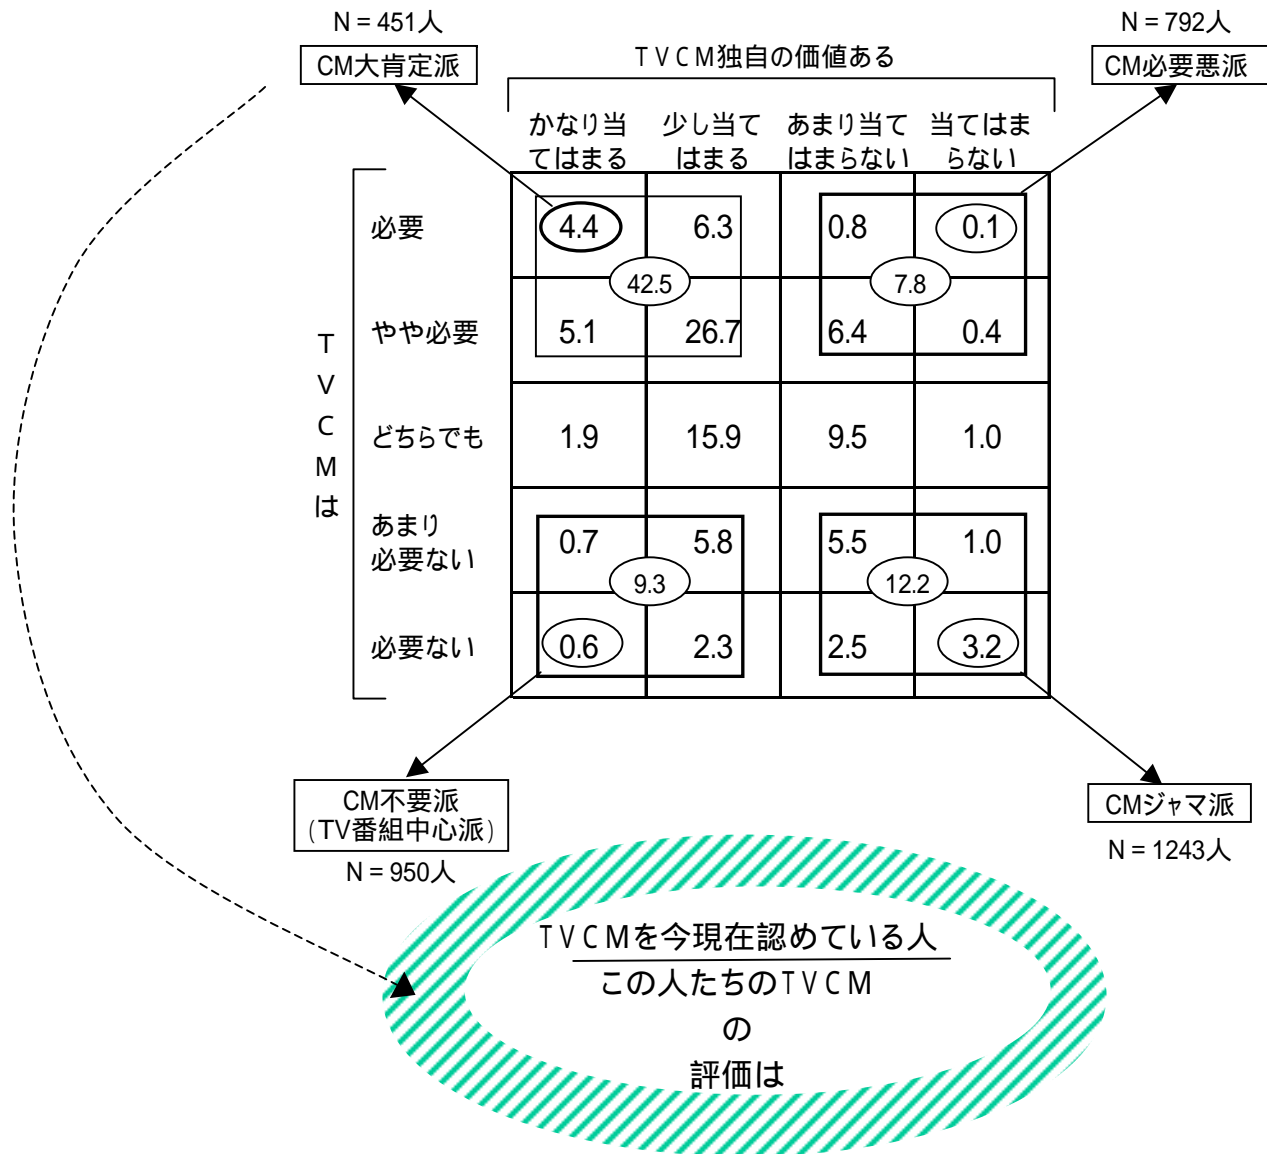 N = 451人
CM大肯定派
N = 792人
CM必要悪派
TVCM独自の価値ある
かなり当
てはまる
少し当て
はまる
あまり当て
はまらない
当てはま
らない
TVCMは
必要
4.4
6.3
0.8
0.1
42.5
7.8
やや必要
5.1
26.7
6.4
0.4
どちらでも
1.9
15.9
9.5
1.0
あまり
必要ない
0.7
5.8
5.5
1.0
9.3
12.2
必要ない
0.6
2.3
2.5
3.2
CM不要派
(TV番組中心派)
N = 950人
CMジャマ派
N = 1243人
TVCMを今現在認めている人
この人たちのTVCM
の
評価は